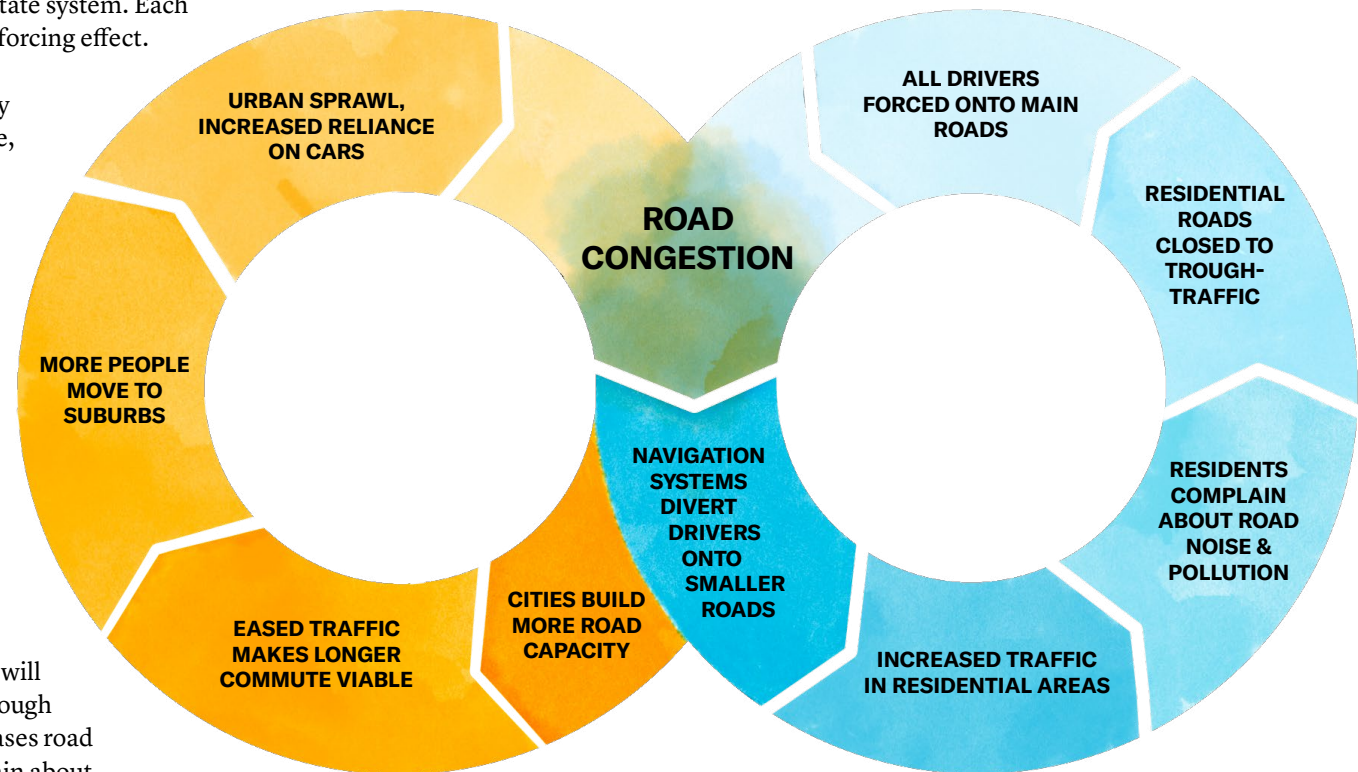 tate system. Each
forcing effect.
y
e,
will
ough
ases road
ain about
URBAN SPRAWL,
INCREASED RELIANCE
ON CARS
MORE PEOPLE
MOVE TO
SUBURBS
EASED TRAFFIC
MAKES LONGER
COMMUTE VIABLE
CITIES BUILD
MORE ROAD
CAPACITY
ROAD
CONGESTION
NAVIGATION
SYSTEMS
DIVERT
DRIVERS
ONTO
SMALLER
ROADS
INCREASED TRAFFIC
IN RESIDENTIAL AREAS
RESIDENTS
COMPLAIN
ABOUT ROAD
NOISE &
POLLUTION
RESIDENTIAL
ROADS
CLOSED TO
TROUGH-
TRAFFIC
ALL DRIVERS
FORCED ONTO MAIN
ROADS